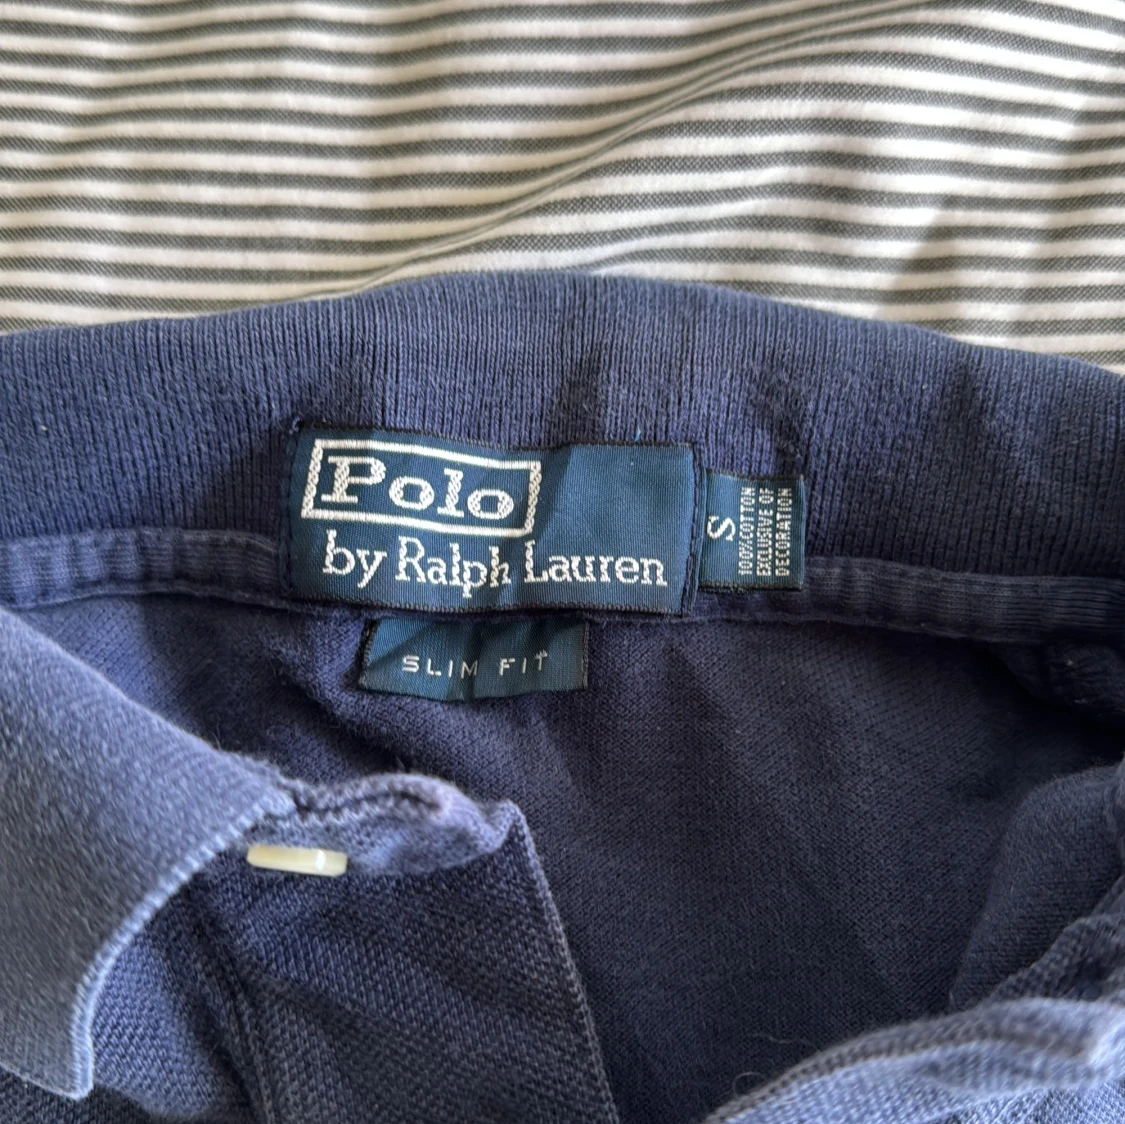 Polo
by Ralph Lauren
S
100%COTTON
EXCLUSIVE OF
DECORATION
SLIM FIT